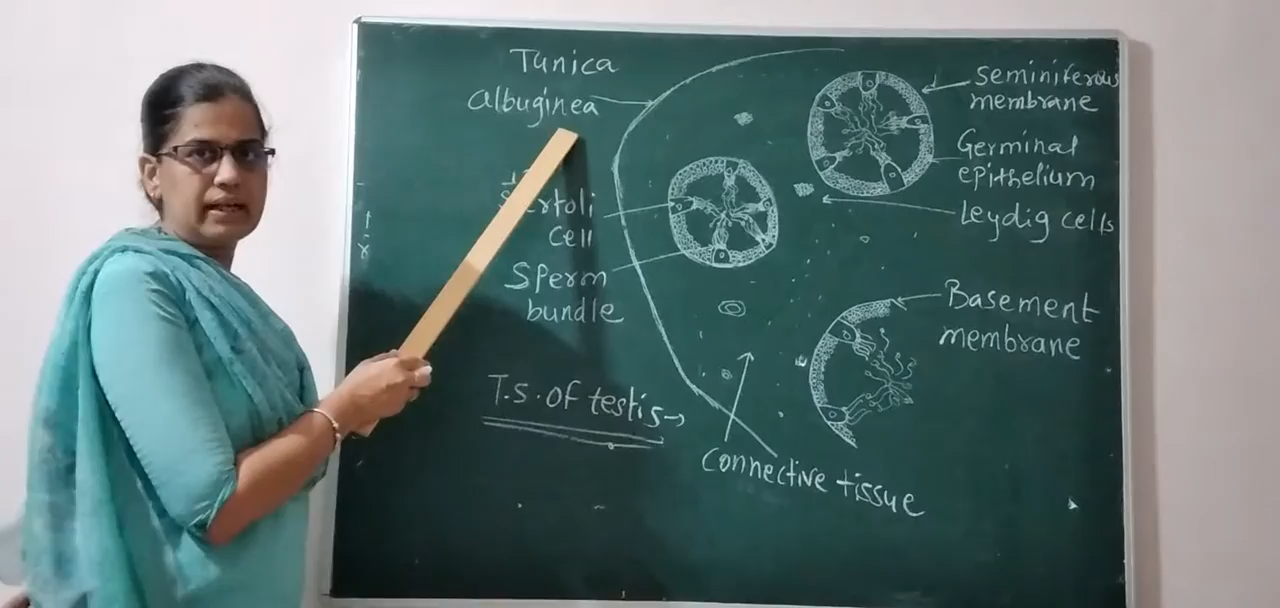 Tunica
albuginea
Seminiferous
membrane
Germinal
epithelium
Leydig cells
Cell
Sperm
bundle
Basement
membrane
T.S. Of testis→
Connective tissue